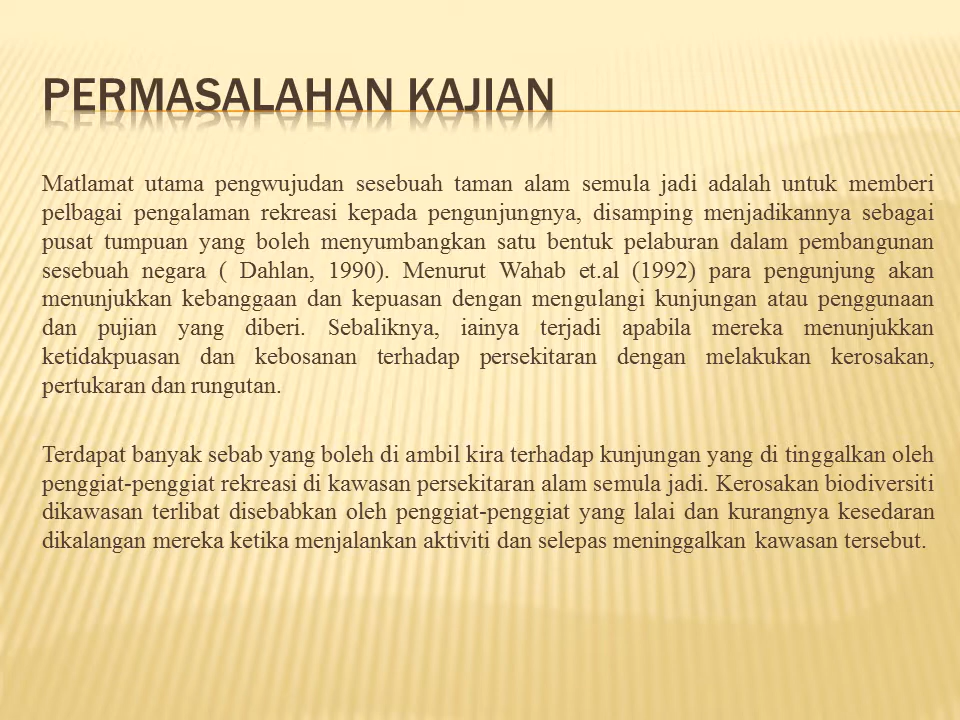 PERMASALAHAN KAJIAN
Matlamat utama pengwujudan sesebuah taman alam semula jadi adalah untuk memberi
pelbagai pengalaman rekreasi kepada pengunjungnya, disamping menjadikannya sebagai
pusat tumpuan yang boleh menyumbangkan satu bentuk pelaburan dalam pembangunan
sesebuah negara ( Dahlan, 1990). Menurut Wahab et.al (1992) para pengunjung akan
menunjukkan kebanggaan dan kepuasan dengan mengulangi kunjungan atau penggunaan
dan pujian yang diberi. Sebaliknya, iainya terjadi apabila mereka menunjukkan
ketidakpuasan dan kebosanan terhadap persekitaran dengan melakukan kerosakan,
pertukaran dan rungutan.
Terdapat banyak sebab yang boleh di ambil kira terhadap kunjungan yang di tinggalkan oleh
penggiat-penggiat rekreasi di kawasan persekitaran alam semula jadi. Kerosakan biodiversiti
dikawasan terlibat disebabkan oleh penggiat-penggiat yang lalai dan kurangnya kesedaran
dikalangan mereka ketika menjalankan aktiviti dan selepas meninggalkan kawasan tersebut.